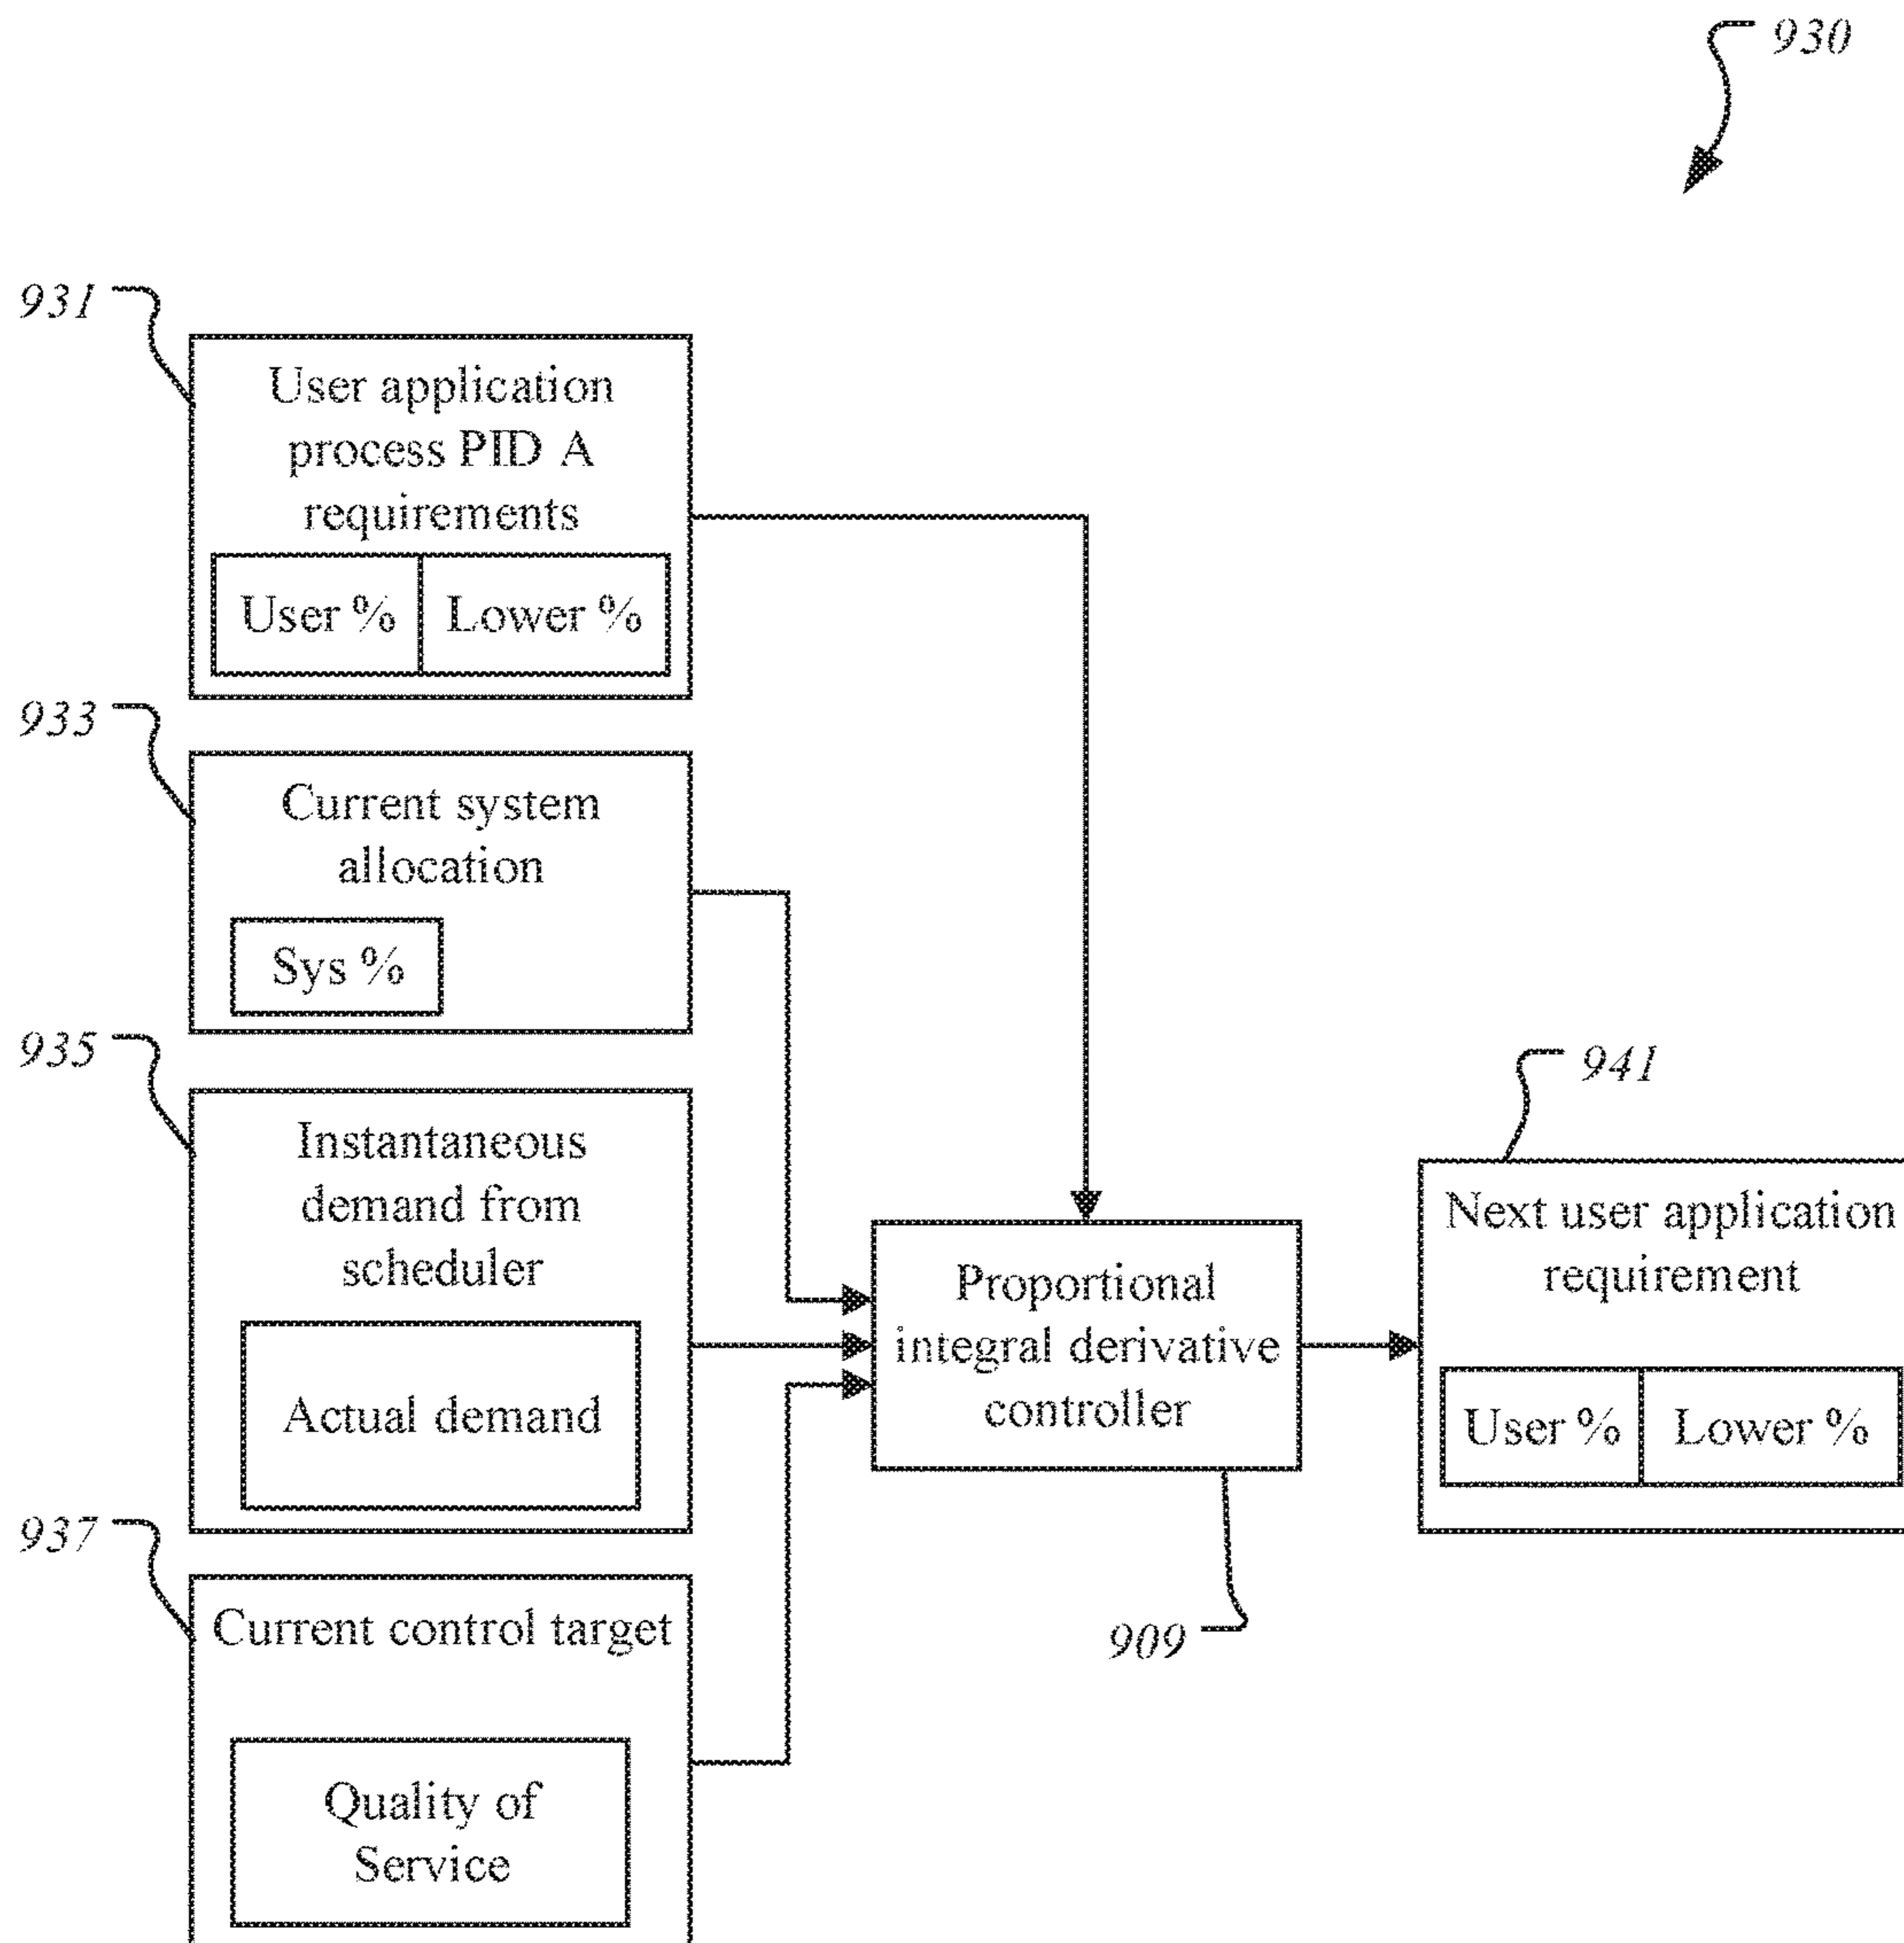 930
931
User application
process PID A
requirements
User %
Lower %
933
Current system
allocation
Sys %
935
Instantaneous
demand from
scheduler
Actual demand
937
Current control target
Quality of
Service
Proportional
integral derivative
controller
909
941
Next user application
requirement
User %
Lower %